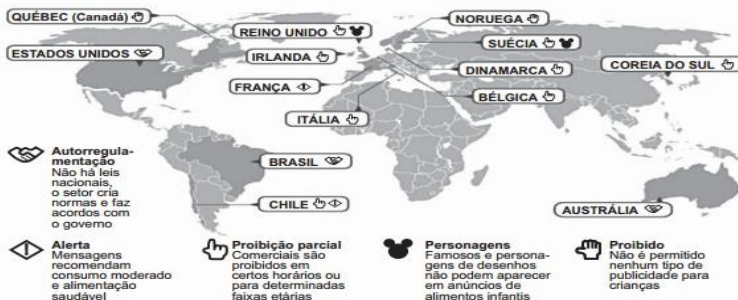 QUÉBEC (Canadá)
NORUEGA
REINO UNIDO
ESTADOS UNIDOS
SUÉCIA
IRLANDA
DINAMARCA
COREIA DO SUL
FRANÇA
BÉLGICA
ITÁLIA
BRASIL
CHILE
AUSTRÁLIA
Autorregula-
mentação
Não há leis
nacionais,
o setor cria
normas e faz
acordos com
o governo
Alerta
Mensagens
recomendam
consumo moderado
e alimentação
saudável
Proibição parcial
Comerciais são
proibidos em
certos horários ou
para determinadas
faixas etárias
Personagens
Famosos e persona-
gens de desenhos
não podem aparecer
em anúncios de
alimentos infantis
Proibido
Não é permitido
nenhum tipo de
publicidade para
crianças